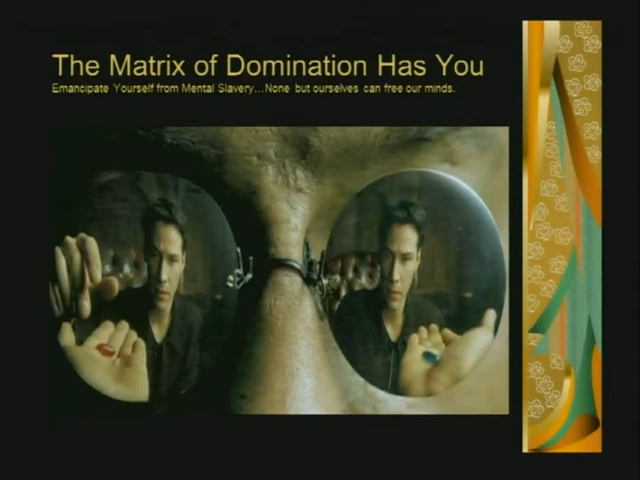 The Matrix of Domination Has You
Emancipate Yourself from Mental Slavery...None but ourselves can free our minds.